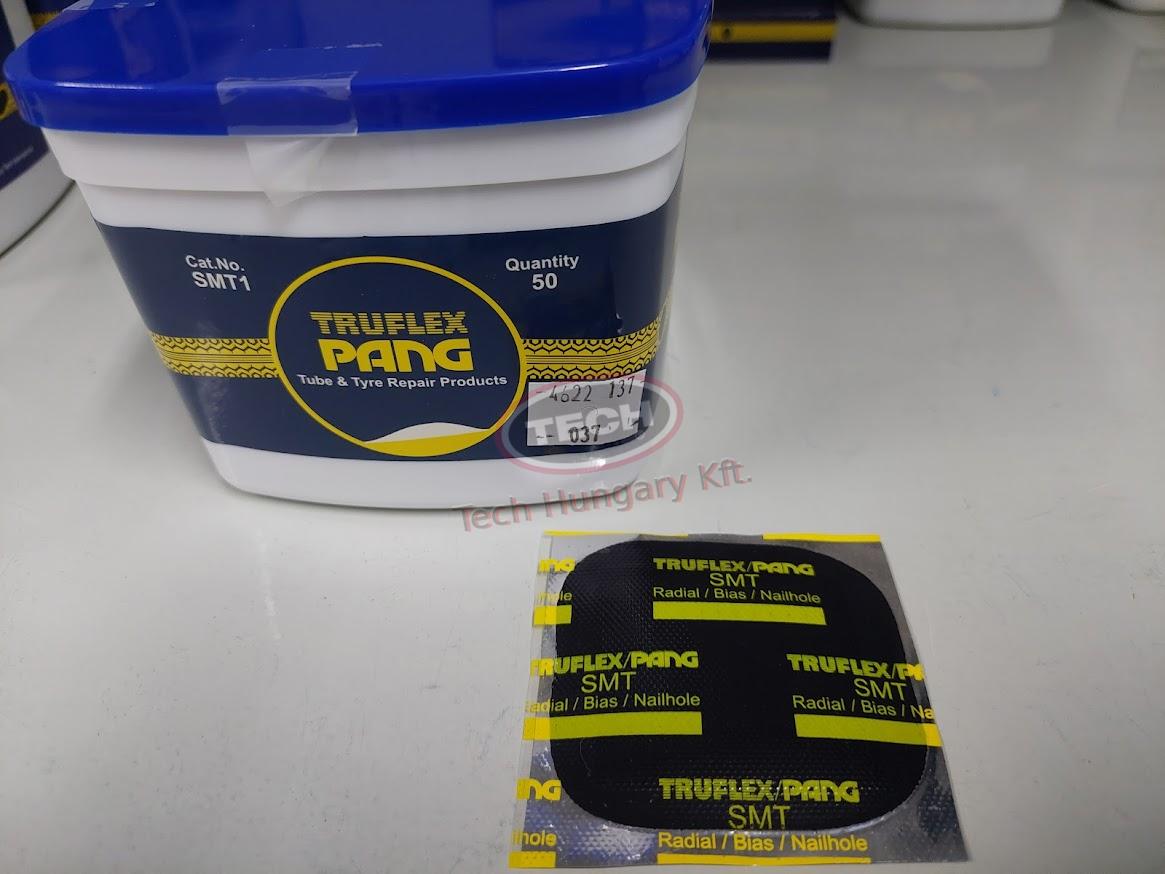 Cat.No.
SMT1
Quantity
50
TRUFLEX
PANG
Tube & Tyre Repair Products
-4622 137
-- 037
TECH
Tech Hungary Kft.
TRUFLEX/PANG
SMT
Radial / Bias / Nailhole
TRUFLEX/PANG
SMT
Radial / Bias / Nailhole
TRUFLEX/PA
SMT
Radial / Bias / Na
NG
hole
TRUFLEX/PANG
SMT
Radial / Bias / Nailhole